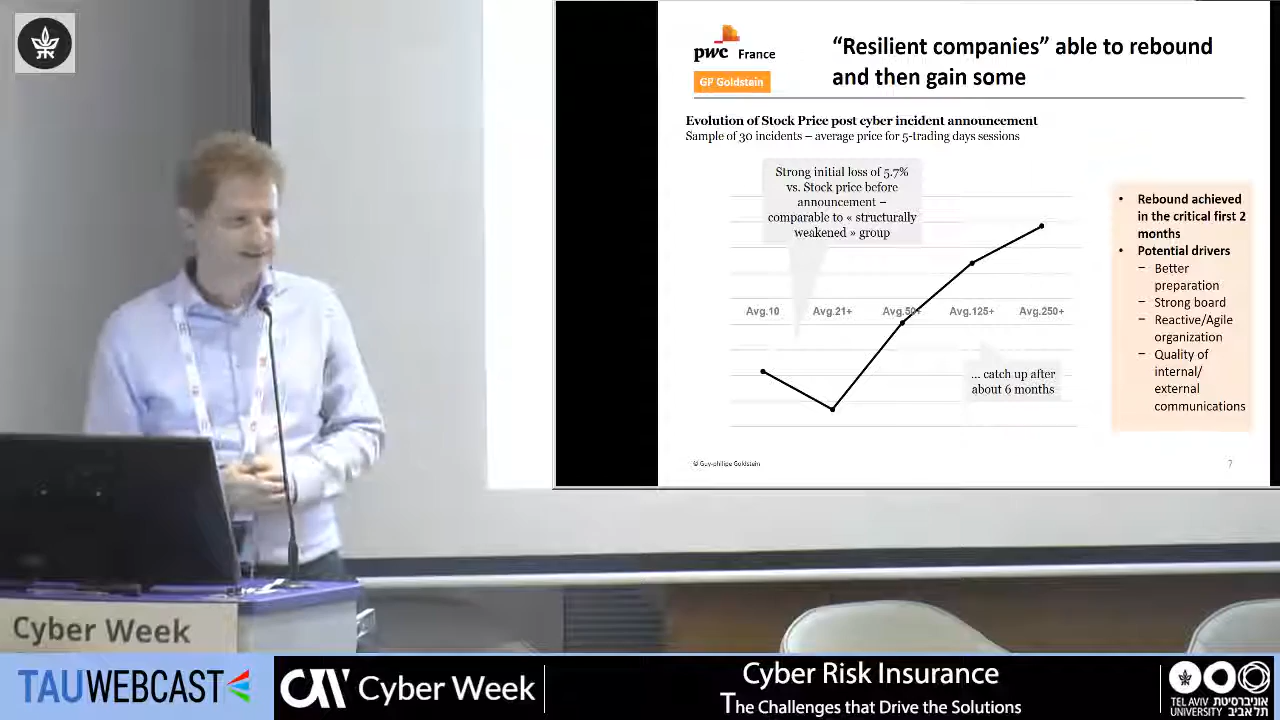 pwc France
GP Goldstein
“Resilient companies” able to rebound
and then gain some
Evolution of Stock Price post cyber incident announcement
Sample of 30 incidents – average price for 5-trading days sessions
Strong initial loss of 5.7%
vs. Stock price before
announcement –
comparable to « structurally
weakened » group
Avg.10 Avg.21+ Avg.50+ Avg.125+ Avg.250+
... catch up after
about 6 months
• Rebound achieved
in the critical first 2
months
• Potential drivers
– Better
preparation
– Strong board
– Reactive/Agile
organization
– Quality of
internal/
external
communications
© Guy-philipe Goldstein
7
Cyber Week
TAUWEBCAST
Cyber Week
Cyber Risk Insurance
The Challenges that Drive the Solutions
TEL AVIV אוניברסיטת
UNIVERSITY תל אביב